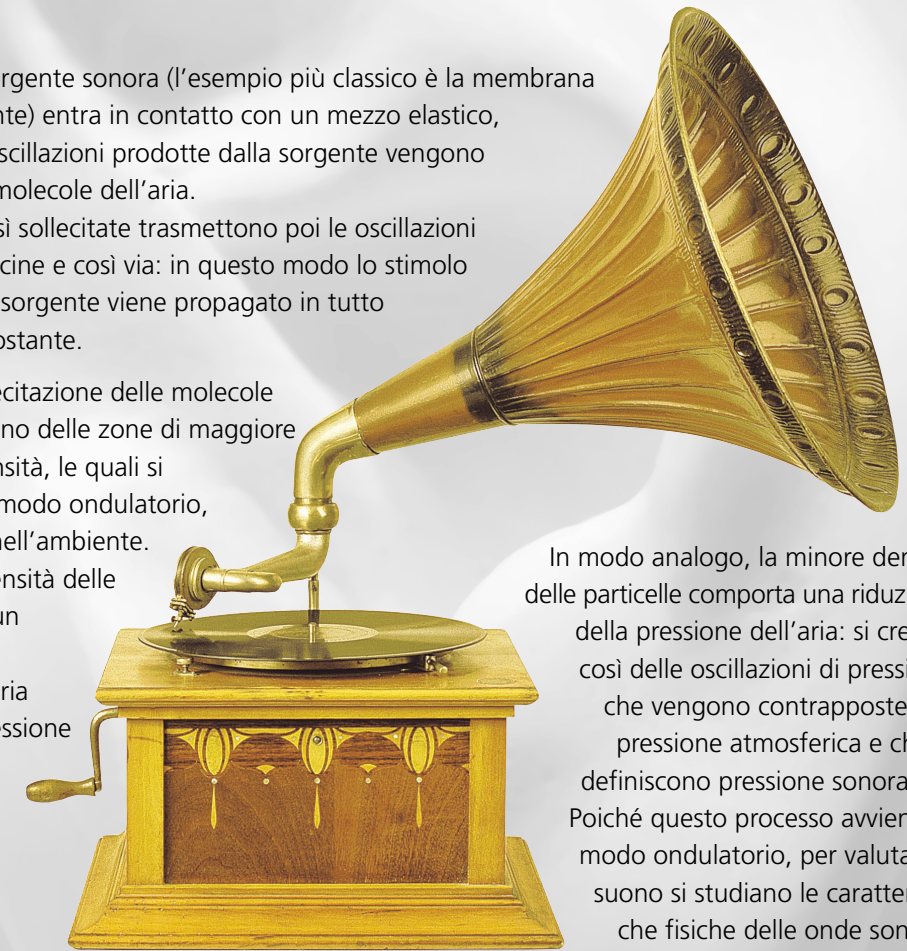 rgente sonora (l'esempio più classico è la membrana
nte) entra in contatto con un mezzo elastico,
scillazioni prodotte dalla sorgente vengono
molecole dell'aria.
sì sollecitate trasmettono poi le oscillazioni
cine e così via: in questo modo lo stimolo
sorgente viene propagato in tutto
ostante.
ecitazione delle molecole
no delle zone di maggiore
nsità, le quali si
modo ondulatorio,
nell'ambiente.
ensità delle
un
ria
essione
In modo analogo, la minore den
delle particelle comporta una riduz
della pressione dell'aria: si cre
così delle oscillazioni di pressi
che vengono contrapposte
pressione atmosferica e ch
definiscono pressione sonora
Poiché questo processo avvien
modo ondulatorio, per valuta
suono si studiano le caratter
che fisiche delle onde son